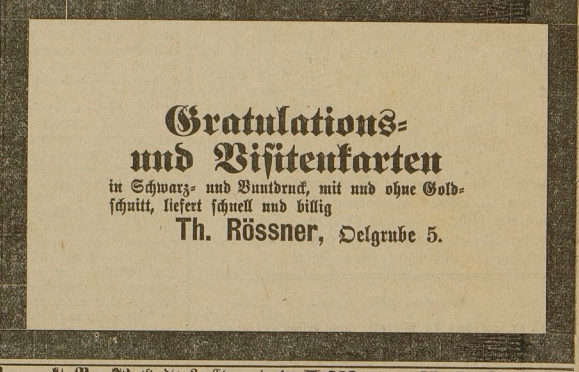 Gratulations-
und Visitenkarten
in Schwarz- und Buntdruck, mit und ohne Gold-
schnitt, liefert schnell und billig
Th. Rössner, Oelgrube 5.